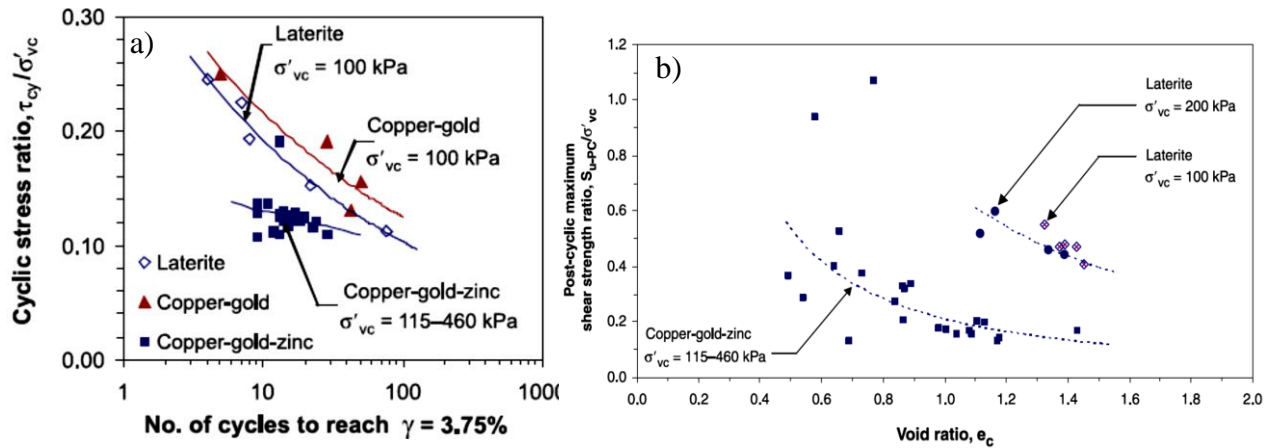 a)
Cyclic stress ratio, τcy/σ'vc
0.30
0.20
0.10
0.00
Laterite
σ'vc = 100 kPa
Copper-gold
σ'vc = 100 kPa
Copper-gold-zinc
σ'vc = 115–460 kPa
Laterite
Copper-gold
Copper-gold-zinc
1 10 100 1000
No. of cycles to reach γ = 3.75%
b)
Post-cyclic maximum
shear strength ratio, Su-PC/σ'vc
1.2
1.0
0.8
0.6
0.4
0.2
0.0
Laterite
σ'vc = 200 kPa
Laterite
σ'vc = 100 kPa
Copper-gold-zinc
σ'vc = 115–460 kPa
0.0 0.2 0.4 0.6 0.8 1.0 1.2 1.4 1.6 1.8 2.0
Void ratio, ec